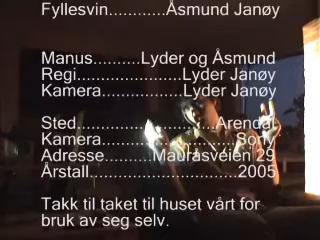 Fyllesvin............Åsmund Janøy
Manus..........Lyder og Åsmund
Regi......................Lyder Janøy
Kamera.................Lyder Janøy
Sted.............................Arendal
Kamera............................Sony
Adresse..........Mauråsveien 29
Årstall...............................2005
Takk til taket til huset vårt for
bruk av seg selv.